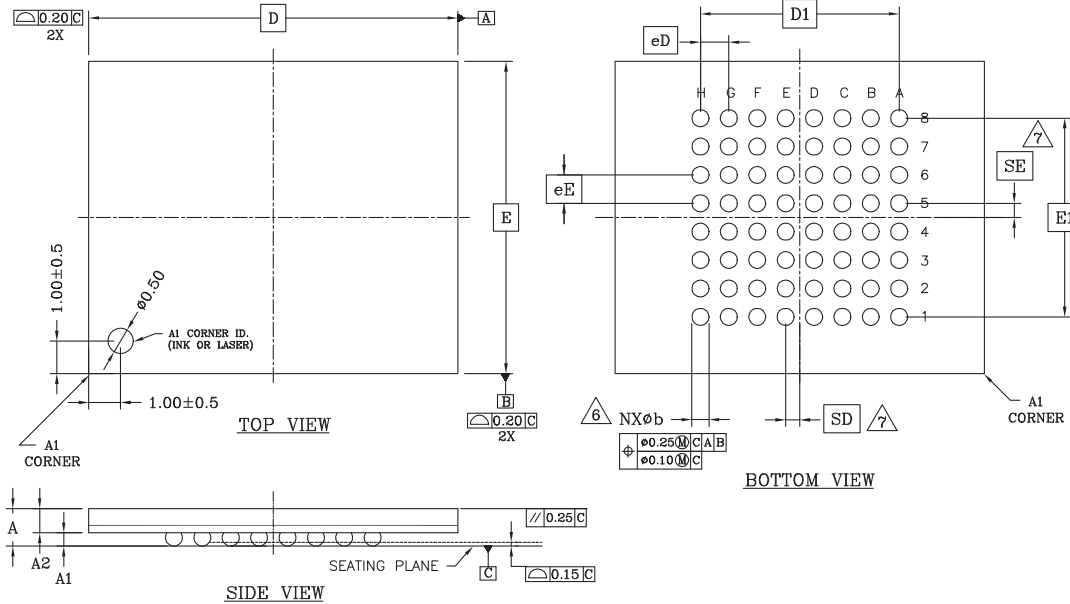 ⌓ 0.20 C
2X
D
A
E
1.00±0.5
ø0.50
A1 CORNER ID.
(INK OR LASER)
1.00±0.5
B
⌓ 0.20 C
2X
A1
CORNER
TOP VIEW
D1
eD
H G F E D C B A
8
7
6
5
4
3
2
1
7
SE
eE
E1
6 NXøb
SD
7
⌖ ø0.25Ⓜ C A B
ø0.10Ⓜ C
A1
CORNER
BOTTOM VIEW
A
A2
A1
// 0.25 C
SEATING PLANE
C
⌓ 0.15 C
SIDE VIEW